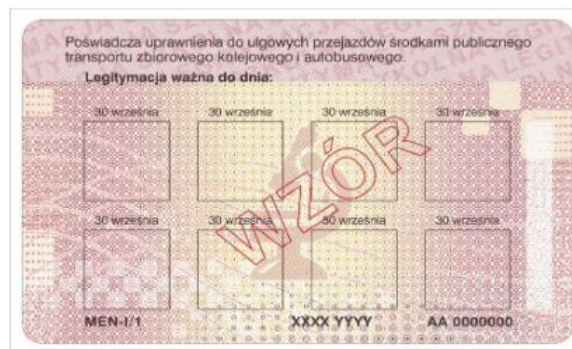 Poświadcza uprawnienia do ulgowych przejazdów środkami publicznego
transportu zbiorowego kolejowego i autobusowego.
Legitymacja ważna do dnia:
30 września 30 września 30 września 30 września
WZÓR
30 września 30 września 30 września 30 września
MEN-I/1 XXXX YYYY AA 0000000